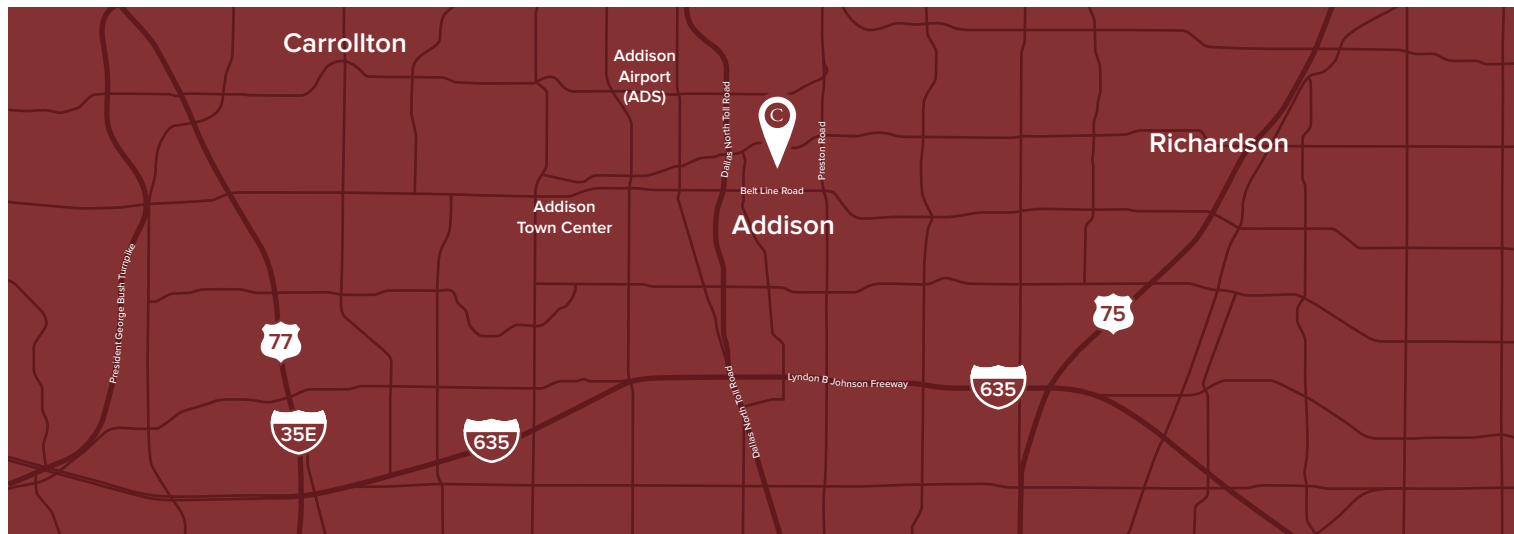 Carrollton
Addison
Airport
(ADS)
Dallas North Toll Road
C
Preston Road
Richardson
Belt Line Road
Addison
Town Center
Addison
President George Bush Turnpike
75
77
Dallas North Toll Road
Lyndon B Johnson Freeway
635
35E
635